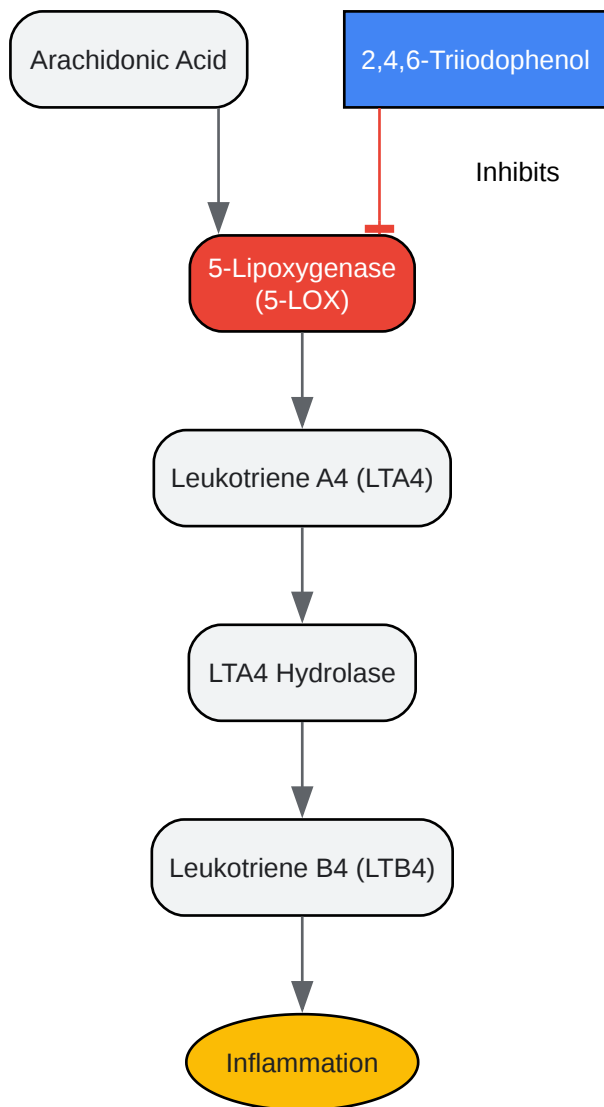 Arachidonic Acid
2,4,6-Triiodophenol
Inhibits
5-Lipoxygenase
(5-LOX)
Leukotriene A4 (LTA4)
LTA4 Hydrolase
Leukotriene B4 (LTB4)
Inflammation